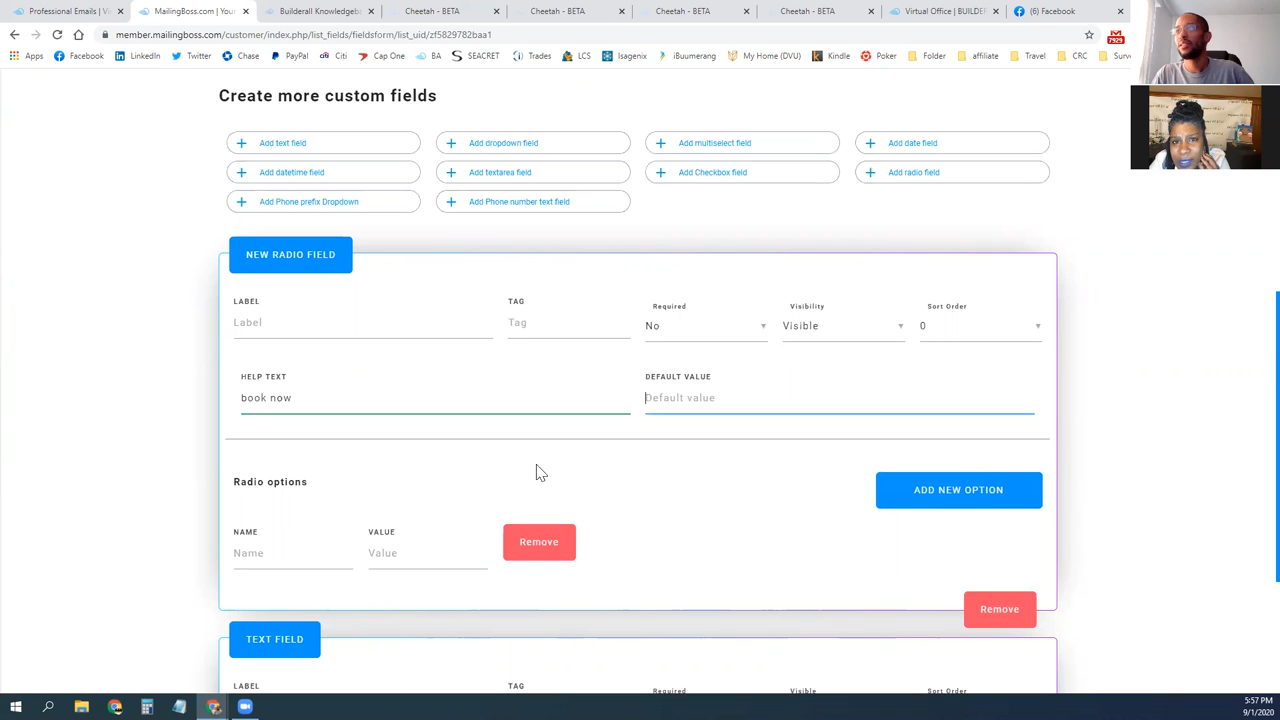 Professional Emails | Vi
MailingBoss.com | Your
Builderall Knowledgeb
Cheetah - BETA
Cheetah - BETA
Cheetah - BETA
Cheetah - BETA
Virtual Office | BUILDER
(6) Facebook
member.mailingboss.com/customer/index.php/list_fields/fieldsform/list_uid/zf5829782baa1
7929
Apps Facebook LinkedIn Twitter Chase PayPal Citi Cap One BA SEACRET Trades LCS Isagenix iBuumerang My Home (DVU) Kindle Poker Folder affiliate Travel CRC Surve
Create more custom fields
Add text field
Add dropdown field
Add multiselect field
Add date field
Add datetime field
Add textarea field
Add Checkbox field
Add radio field
Add Phone prefix Dropdown
Add Phone number text field
NEW RADIO FIELD
LABEL TAG Required Visibility Sort Order
Label Tag No Visible 0
HELP TEXT DEFAULT VALUE
book now Default value
Radio options
ADD NEW OPTION
NAME VALUE
Name Value Remove
Remove
TEXT FIELD
LABEL TAG Required Visible Sort Order
5:57 PM
9/1/2020